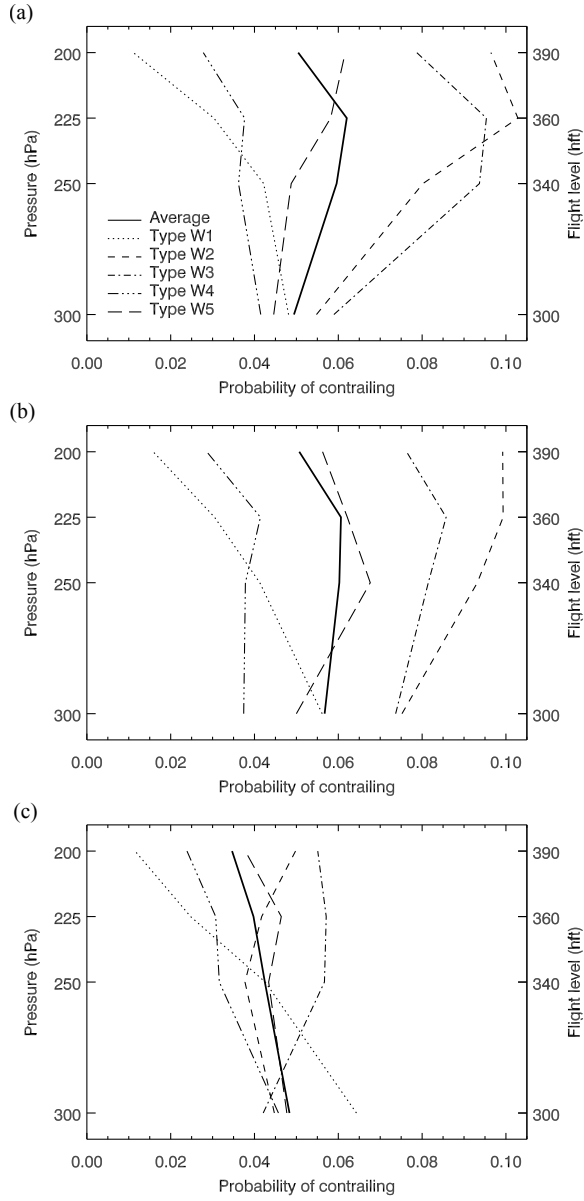 (a)
200
225
250
300
Pressure (hPa)
Average
Type W1
Type W2
Type W3
Type W4
Type W5
390
360
340
300
Flight level (hft)
0.00 0.02 0.04 0.06 0.08 0.10
Probability of contrailing
(b)
200
225
250
300
Pressure (hPa)
390
360
340
300
Flight level (hft)
0.00 0.02 0.04 0.06 0.08 0.10
Probability of contrailing
(c)
200
225
250
300
Pressure (hPa)
390
360
340
300
Flight level (hft)
0.00 0.02 0.04 0.06 0.08 0.10
Probability of contrailing